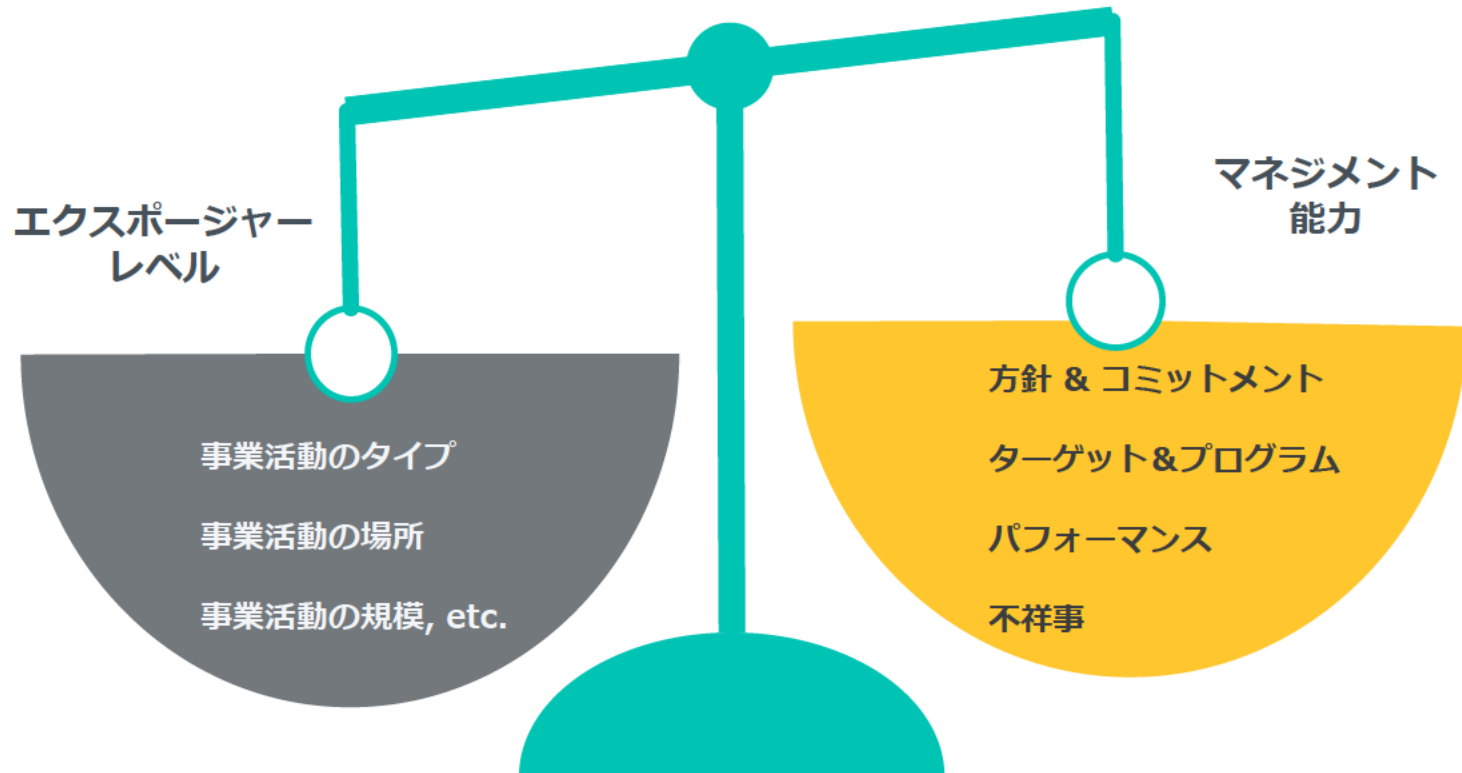 エクスポージャー
レベル
マネジメント
能力
事業活動のタイプ
事業活動の場所
事業活動の規模, etc.
方針 & コミットメント
ターゲット&プログラム
パフォーマンス
不祥事